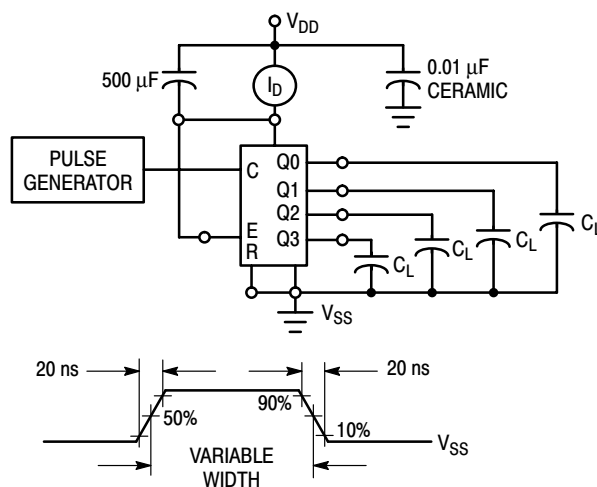 V_DD
500 μF
I_D
0.01 μF
CERAMIC
PULSE
GENERATOR
C
E
R
Q0
Q1
Q2
Q3
C_L
C_L
C_L
C_L
V_SS
20 ns
20 ns
50%
90%
10%
V_SS
VARIABLE
WIDTH